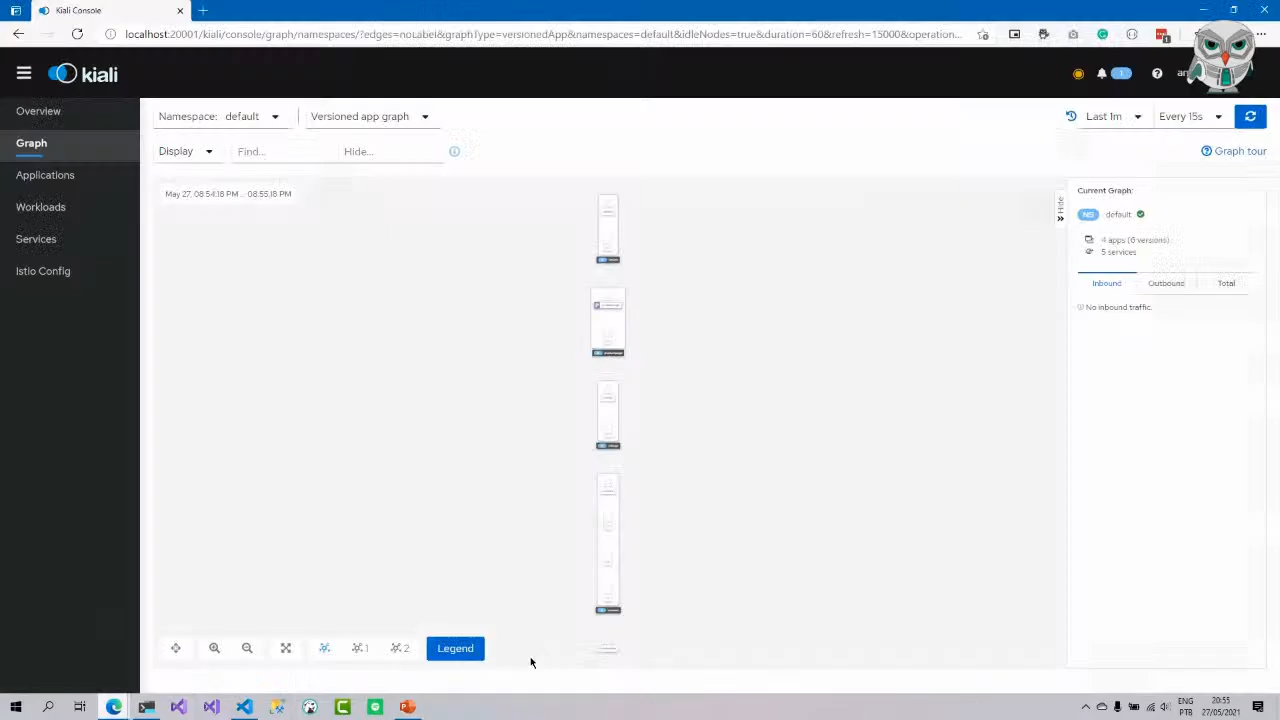 Kiali Console
localhost:20001/kiali/console/graph/namespaces/?edges=noLabel&graphType=versionedApp&namespaces=default&idleNodes=true&duration=60&refresh=15000&operation...
kiali
1
Overview
Graph
Applications
Workloads
Services
Istio Config
Namespace: default
Versioned app graph
Last 1m
Every 15s
Display
Find...
Hide...
Graph tour
May 27, 08:54:18 PM ... 08:55:18 PM
Hide
Current Graph:
NS default
4 apps (6 versions)
5 services
Inbound Outbound Total
No inbound traffic.
1
2
Legend
ENG
PTB
20:55
27/05/2021